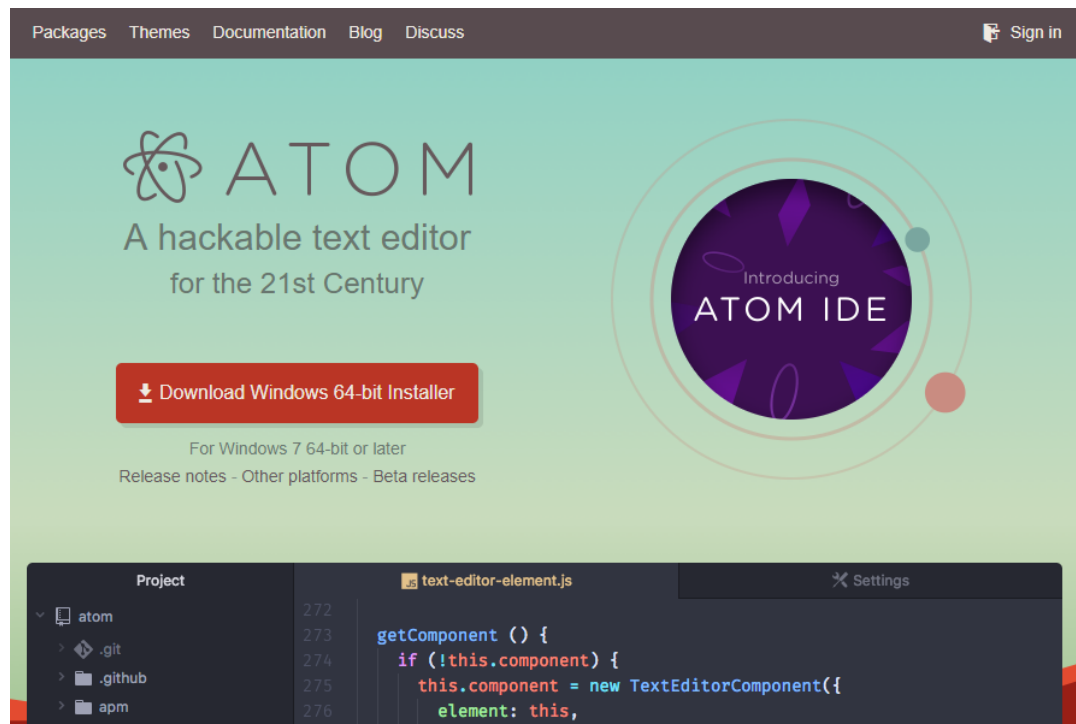 Packages Themes Documentation Blog Discuss Sign in
ATOM
A hackable text editor
for the 21st Century
Introducing
ATOM IDE
Download Windows 64-bit Installer
For Windows 7 64-bit or later
Release notes - Other platforms - Beta releases
Project
atom
.git
.github
apm
JS text-editor-element.js
Settings
272
273 getComponent () {
274 if (!this.component) {
275 this.component = new TextEditorComponent({
276 element: this,